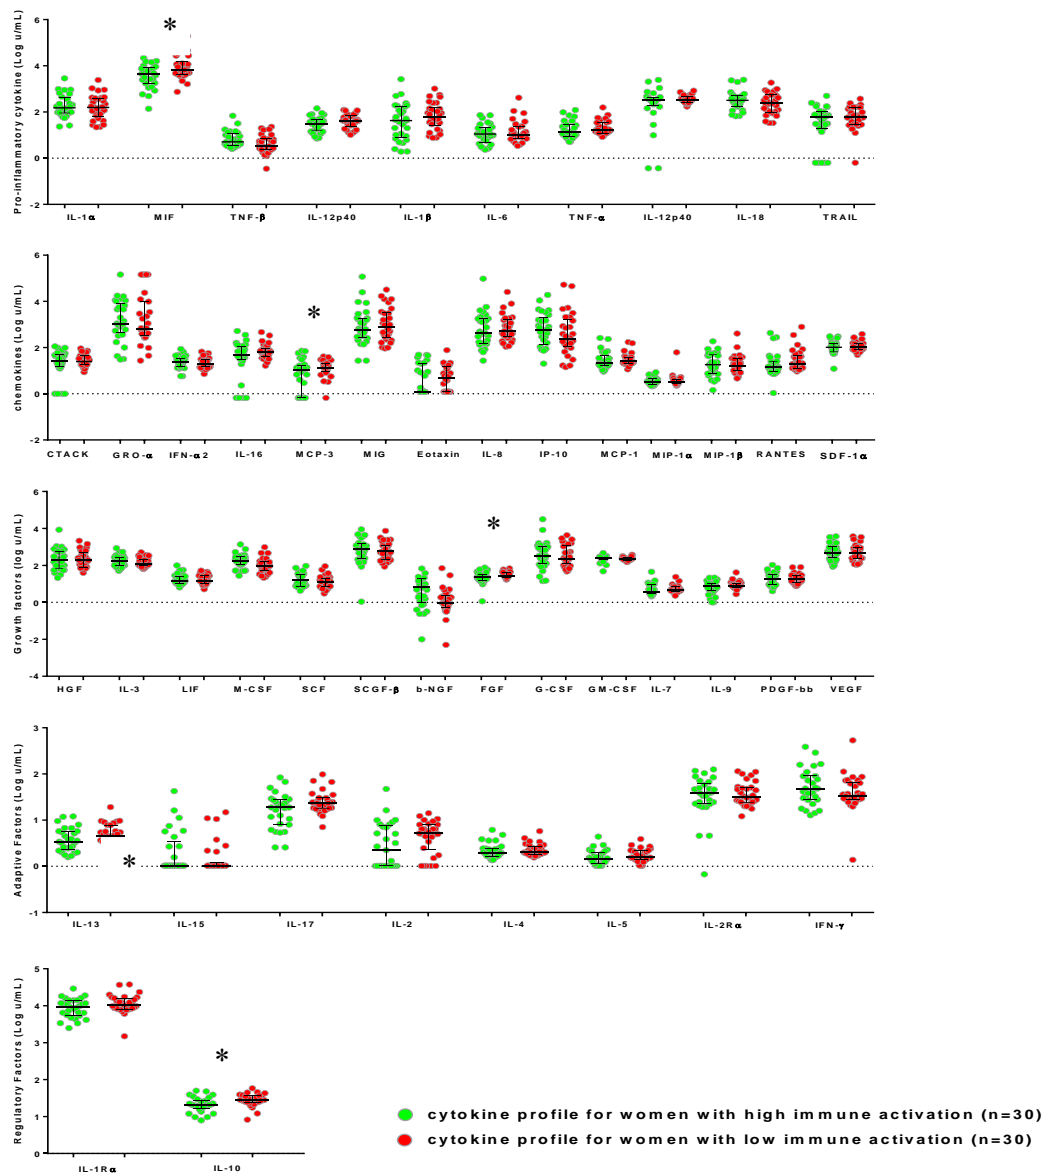 Pro-inflammatory cytokine (Log u/mL)
6
*
4
2
0
-2
IL-1α MIF TNF-β IL-12p40 IL-1β IL-6 TNF-α IL-12p40 IL-18 TRAIL
chemokines (Log u/mL)
6
4
*
2
0
-2
CTACK GRO-α IFN-α2 IL-16 MCP-3 MIG Eotaxin IL-8 IP-10 MCP-1 MIP-1α MIP-1β RANTES SDF-1α
Growth factors (log u/mL)
6
*
4
2
0
-2
-4
HGF IL-3 LIF M-CSF SCF SCGF-β b-NGF FGF G-CSF GM-CSF IL-7 IL-9 PDGF-bb VEGF
Adaptive Factors (Log u/mL)
3
2
1
*
0
-1
IL-13 IL-15 IL-17 IL-2 IL-4 IL-5 IL-2Rα IFN-γ
Regulatory Factors (Log u/mL)
5
4
3
*
2
1
0
IL-1Rα IL-10
cytokine profile for women with high immune activation (n=30)
cytokine profile for women with low immune activation (n=30)